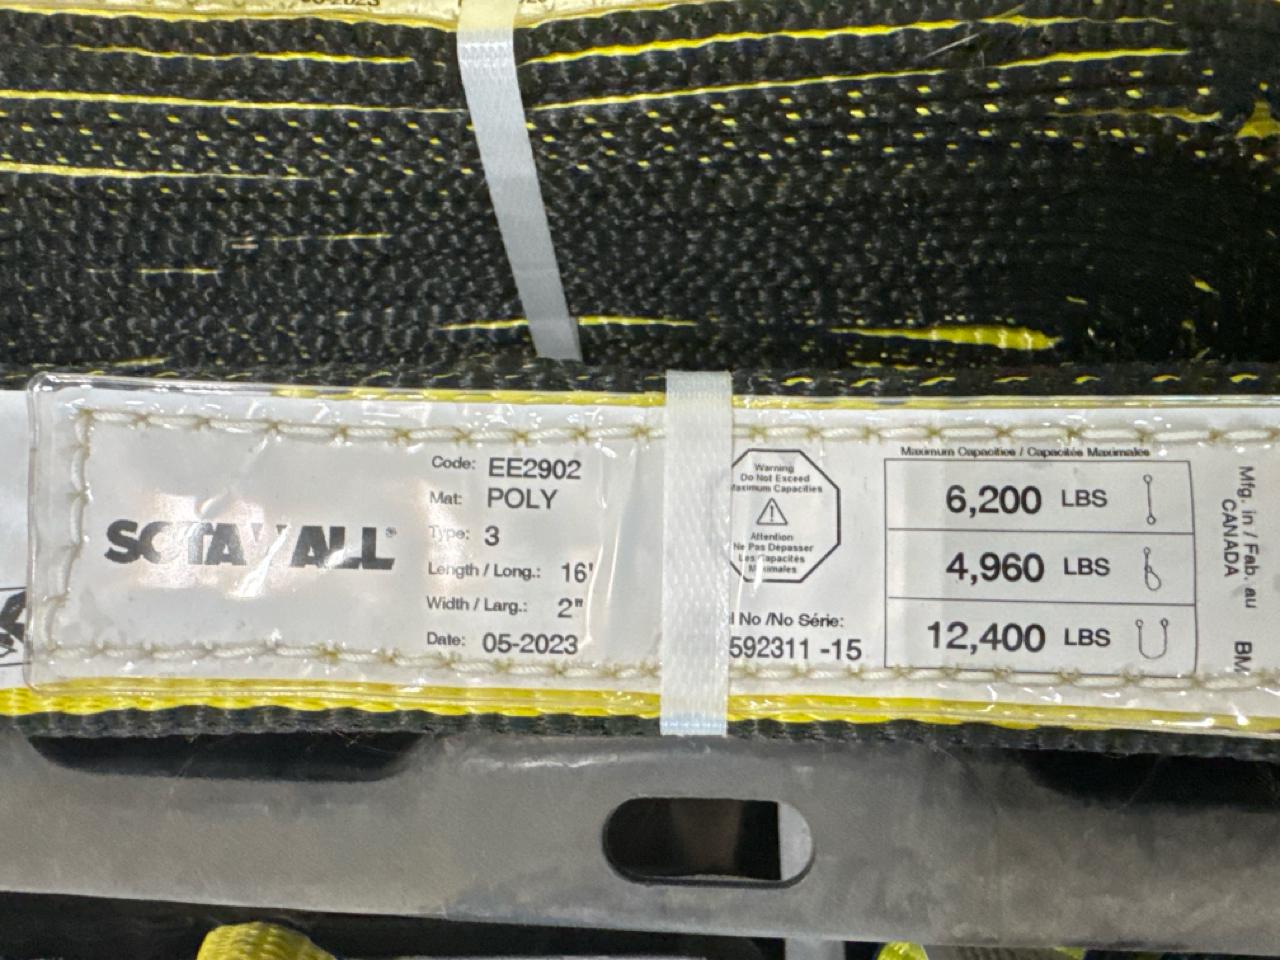 SOTAWALL®
Code: EE2902
Mat: POLY
Type: 3
Length / Long.: 16'
Width / Larg.: 2"
Date: 05-2023
Warning
Do Not Exceed
Maximum Capacities
Attention
Ne Pas Dépasser
Les Capacités
Maximales
No /No Série:
592311 -15
Maximum Capacities / Capacités Maximales
6,200 LBS
4,960 LBS
12,400 LBS
Mfg. in / Fab. au
CANADA
BM